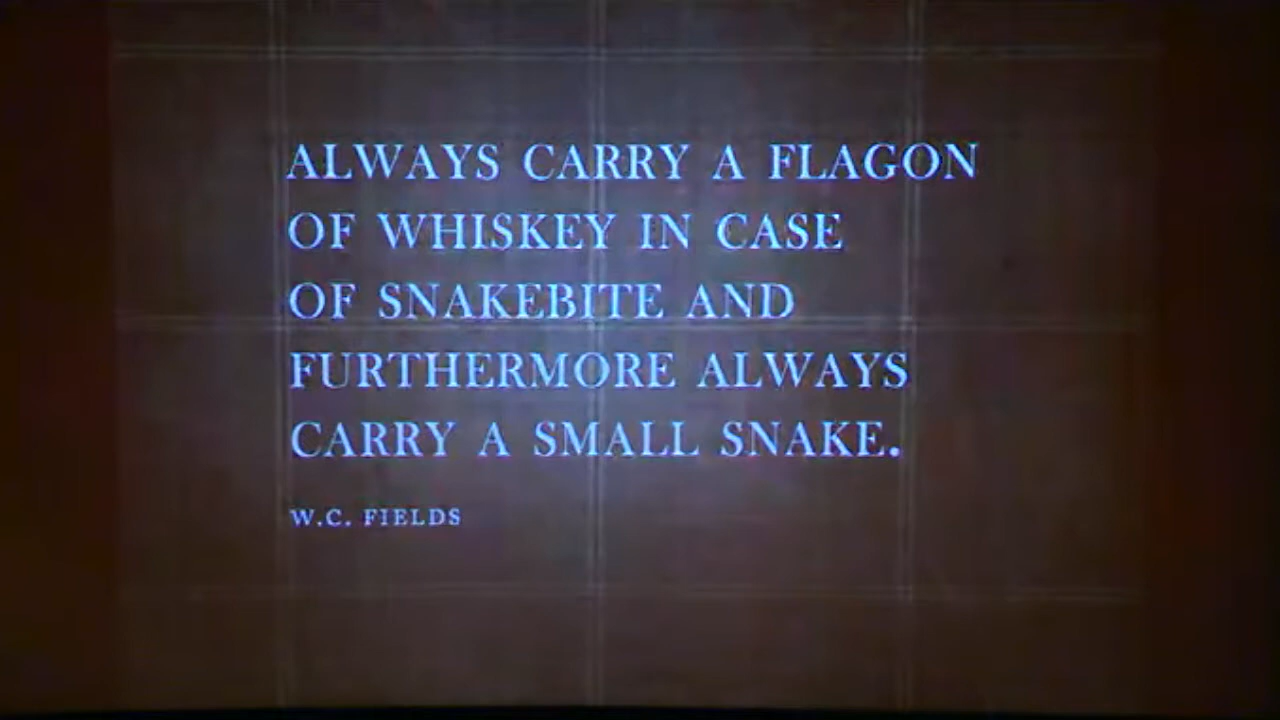 ALWAYS CARRY A FLAGON
OF WHISKEY IN CASE
OF SNAKEBITE AND
FURTHERMORE ALWAYS
CARRY A SMALL SNAKE.
W.C. FIELDS